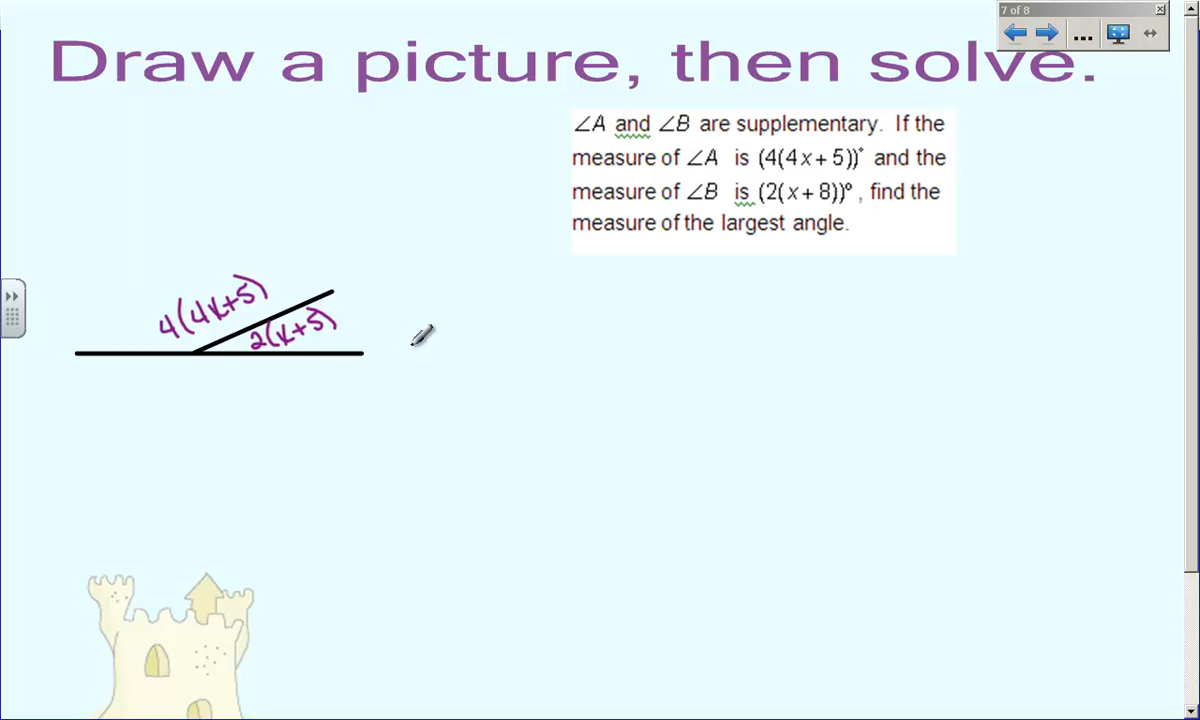 7 of 8
Draw a picture, then solve.
∠A and ∠B are supplementary. If the
measure of ∠A is (4(4x+5))° and the
measure of ∠B is (2(x+8))º, find the
measure of the largest angle.
4(4x+5)
2(x+5)